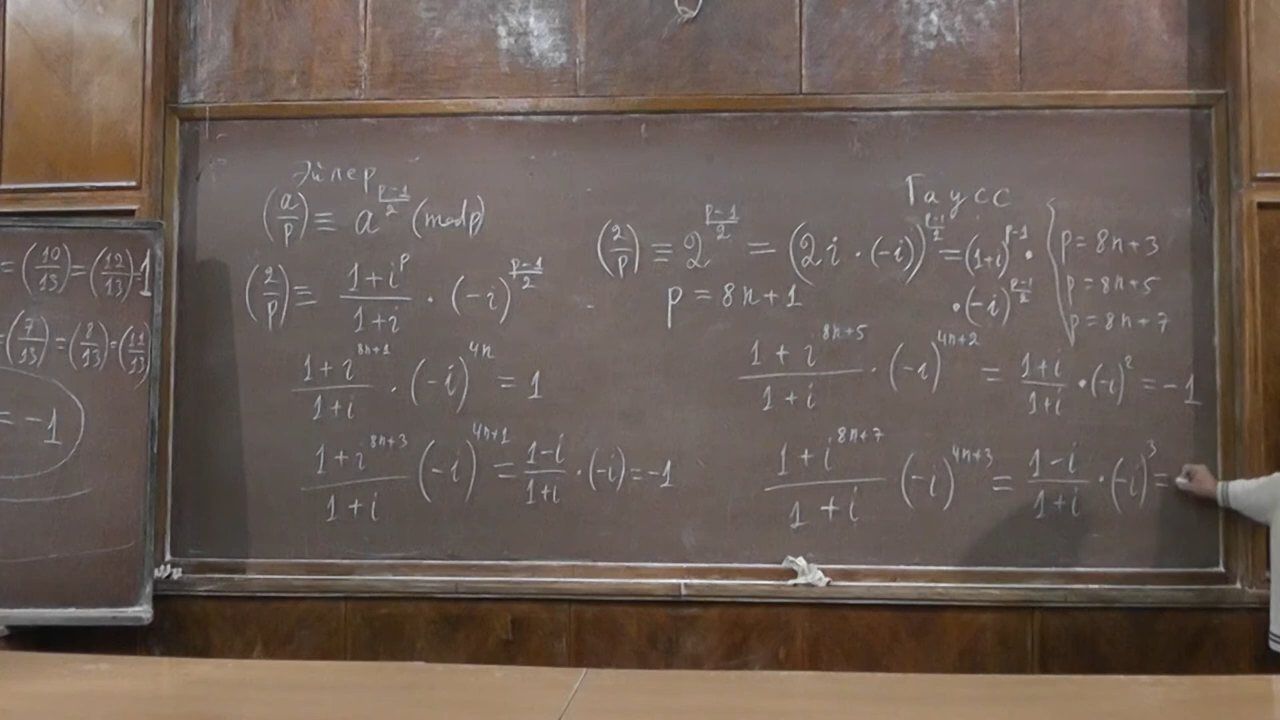 = (10/13) = (12/13) = 1
= (7/13) = (8/13) = (11/13)
= -1
Эйлер
(a/p) ≡ a^((p-1)/2) (mod p)
(2/p) ≡ (1+i^p)/(1+i) · (-i)^((p-1)/2)
(1+i^(8n+1))/(1+i) · (-i)^(4n) = 1
(1+i^(8n+3))/(1+i) (-i)^(4n+1) = (1-i)/(1+i) · (-i) = -1
Гаусс
(2/p) ≡ 2^((p-1)/2) = (2i · (-i))^((p-1)/2) = (1+i)^(p-1) ·
· (-i)^((p-1)/2)
p = 8n+1
p = 8n+3
p = 8n+5
p = 8n+7
(1+i^(8n+5))/(1+i) · (-i)^(4n+2) = (1+i)/(1+i) · (-i)^2 = -1
(1+i^(8n+7))/(1+i) (-i)^(4n+3) = (1-i)/(1+i) · (-i)^3 =